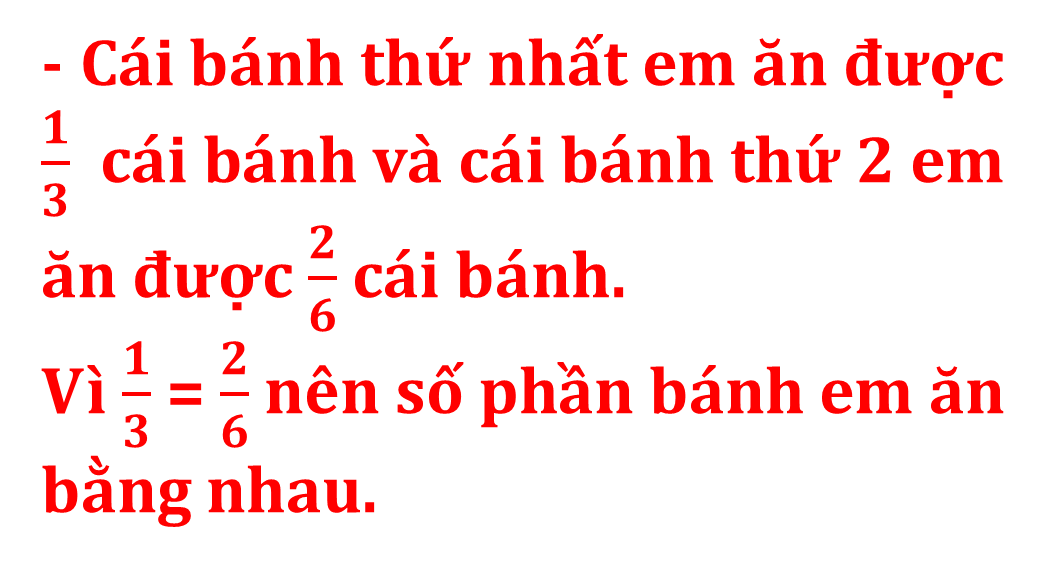 - Cái bánh thứ nhất em ăn được
1/3 cái bánh và cái bánh thứ 2 em
ăn được 2/6 cái bánh.
Vì 1/3 = 2/6 nên số phần bánh em ăn
bằng nhau.